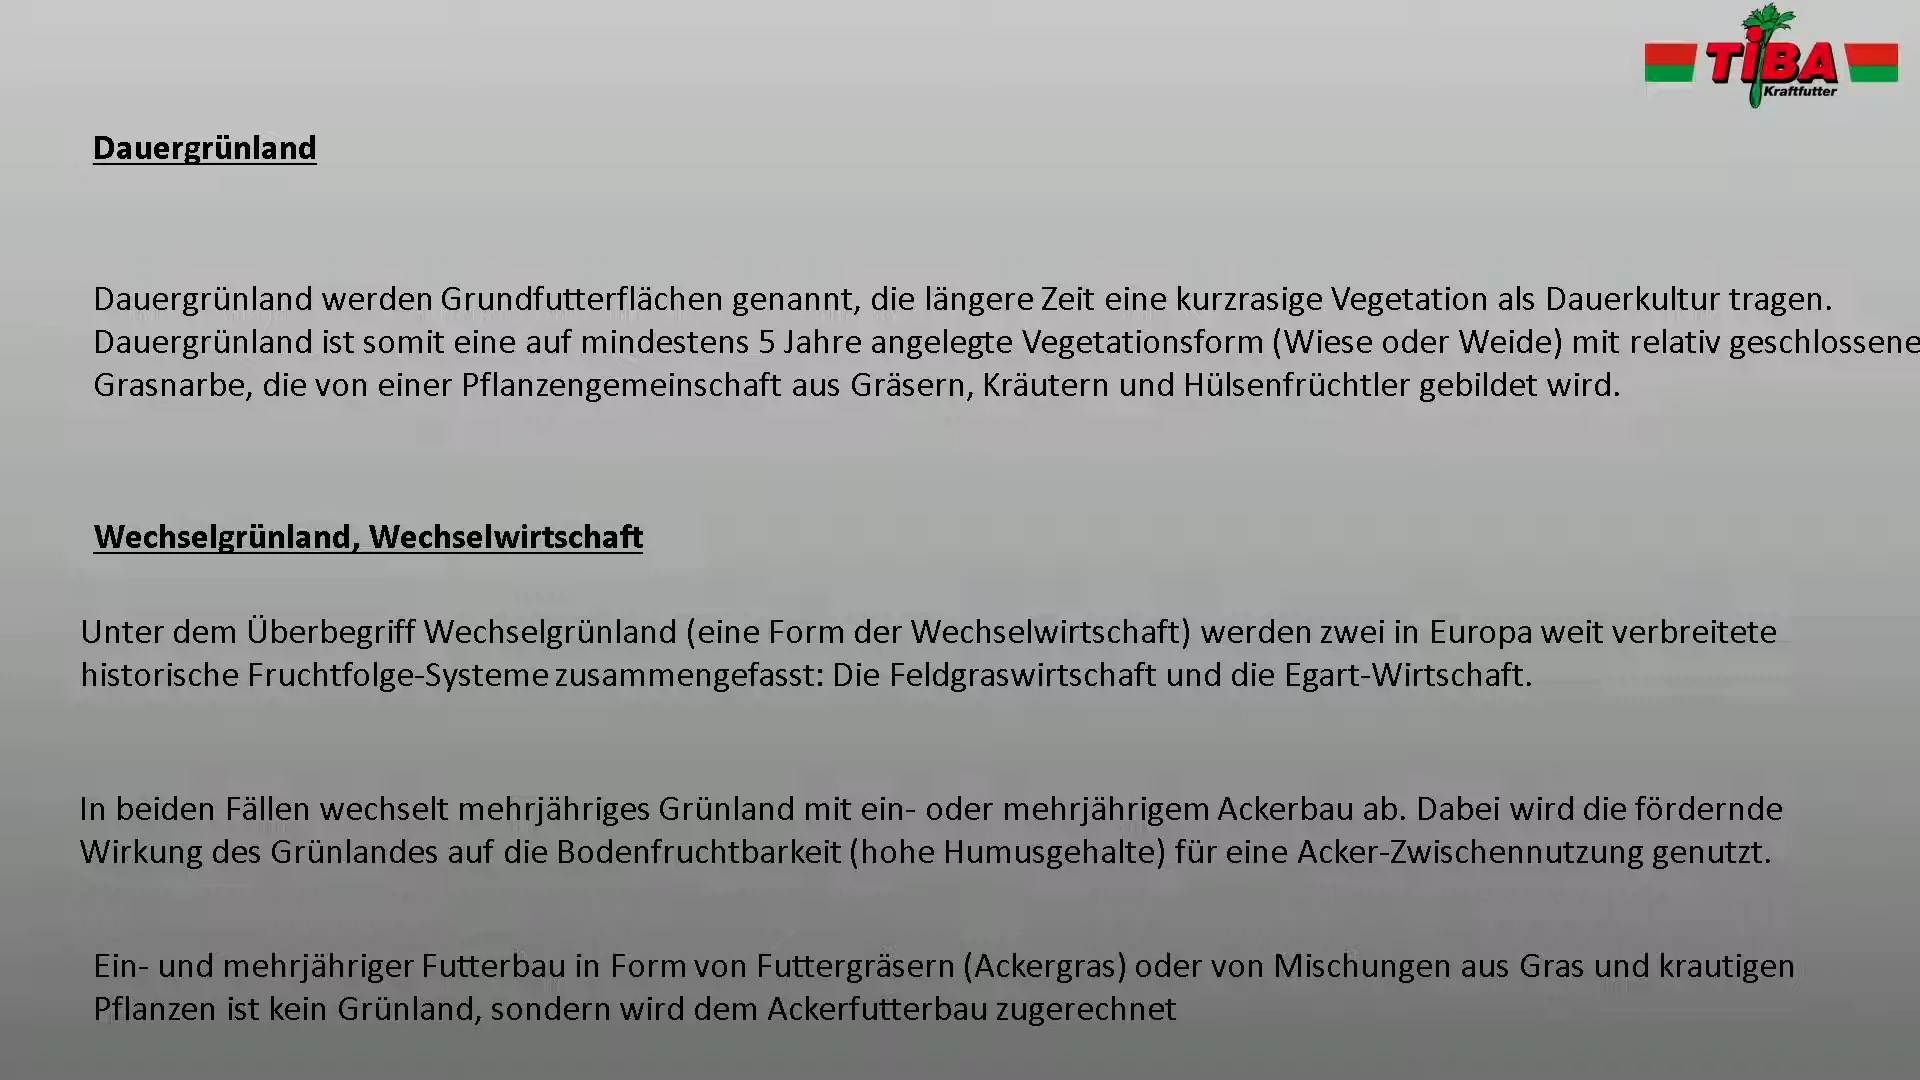 TiBA
Kraftfutter
Dauergrünland
Dauergrünland werden Grundfutterflächen genannt, die längere Zeit eine kurzrasige Vegetation als Dauerkultur tragen.
Dauergrünland ist somit eine auf mindestens 5 Jahre angelegte Vegetationsform (Wiese oder Weide) mit relativ geschlossene
Grasnarbe, die von einer Pflanzengemeinschaft aus Gräsern, Kräutern und Hülsenfrüchtler gebildet wird.
Wechselgrünland, Wechselwirtschaft
Unter dem Überbegriff Wechselgrünland (eine Form der Wechselwirtschaft) werden zwei in Europa weit verbreitete
historische Fruchtfolge-Systeme zusammengefasst: Die Feldgraswirtschaft und die Egart-Wirtschaft.
In beiden Fällen wechselt mehrjähriges Grünland mit ein- oder mehrjährigem Ackerbau ab. Dabei wird die fördernde
Wirkung des Grünlandes auf die Bodenfruchtbarkeit (hohe Humusgehalte) für eine Acker-Zwischennutzung genutzt.
Ein- und mehrjähriger Futterbau in Form von Futtergräsern (Ackergras) oder von Mischungen aus Gras und krautigen
Pflanzen ist kein Grünland, sondern wird dem Ackerfutterbau zugerechnet